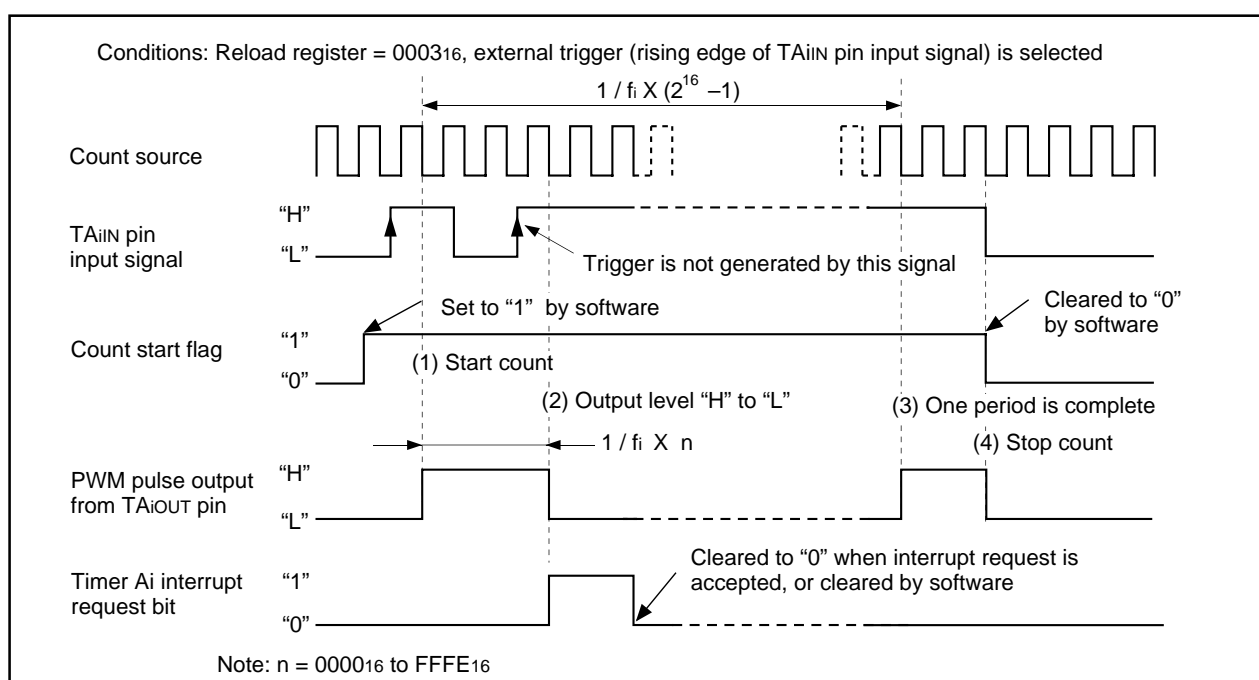 Conditions: Reload register = 000316, external trigger (rising edge of TAiIN pin input signal) is selected
1 / fi X (2^16 –1)
Count source
TAiIN pin
input signal
“H”
“L”
Trigger is not generated by this signal
Set to “1” by software
Cleared to “0”
by software
Count start flag
“1”
“0”
(1) Start count
(2) Output level “H” to “L”
(3) One period is complete
(4) Stop count
1 / fi X n
PWM pulse output
from TAiOUT pin
“H”
“L”
Cleared to “0” when interrupt request is
accepted, or cleared by software
Timer Ai interrupt
request bit
“1”
“0”
Note: n = 000016 to FFFE16